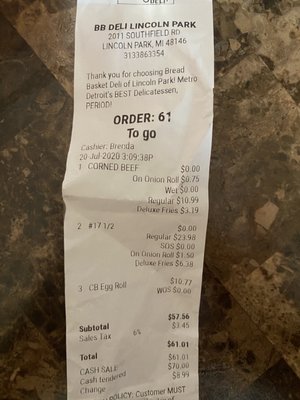 DELI
BB DELI LINCOLN PARK
2011 SOUTHFIELD RD
LINCOLN PARK, MI 48146
3133863354
Thank you for choosing Bread
Basket Deli of Lincoln Park! Metro
Detroit's BEST Delicatessen,
PERIOD!
ORDER: 61
To go
Cashier: Brenda
20 Jul 2020 3:09:38P
1 CORNED BEEF $0.00
On Onion Roll $0.75
Wet $0.00
Regular $10.99
Deluxe Fries $3.19
2 #17 1/2 $0.00
Regular $23.98
SOS $0.00
On Onion Roll $1.50
Deluxe Fries $6.38
3 CB Egg Roll $10.77
WOS $0.00
Subtotal $57.56
Sales Tax 6% $3.45
Total $61.01
CASH SALE $61.01
Cash tendered $70.00
Change $8.99
POLICY: Customer MUST